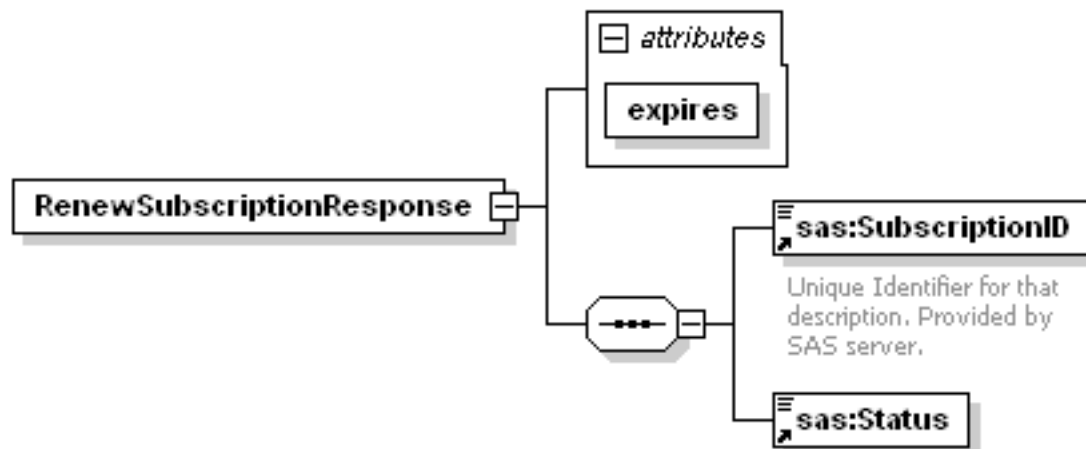 attributes
expires
RenewSubscriptionResponse
sas:SubscriptionID
Unique Identifier for that
description. Provided by
SAS server.
sas:Status